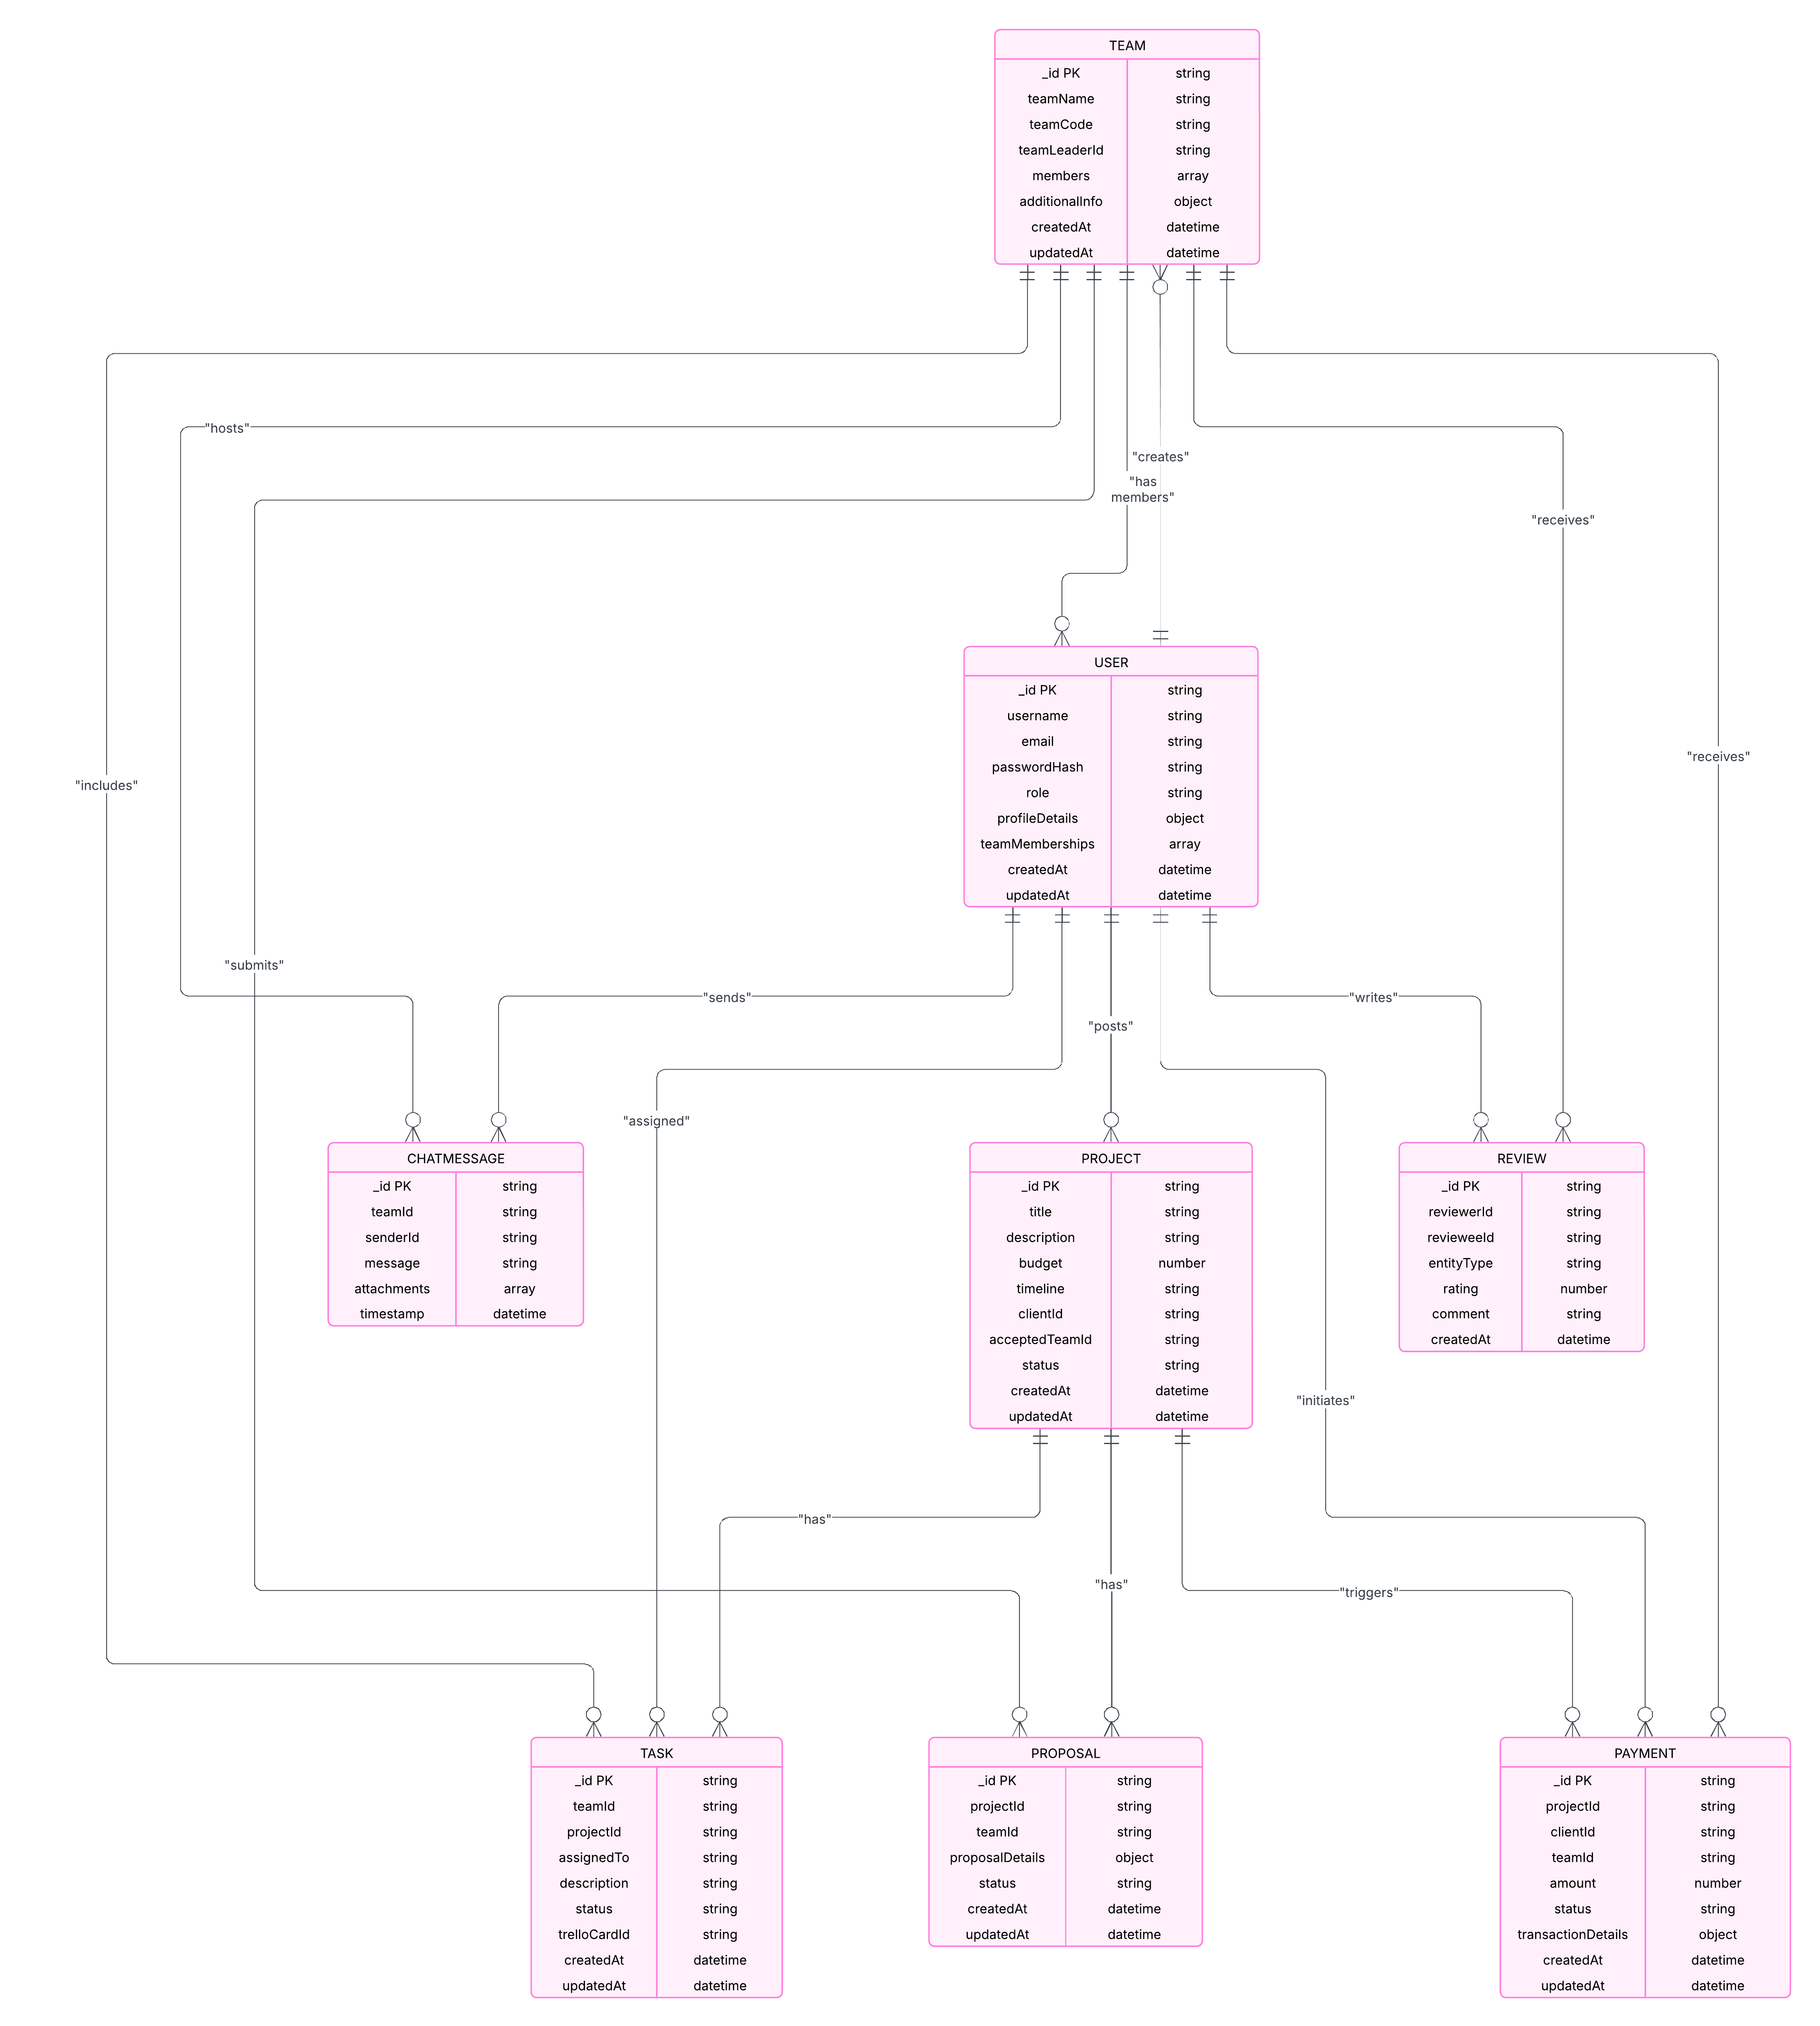 TEAM
_id PK string
teamName string
teamCode string
teamLeaderId string
members array
additionalInfo object
createdAt datetime
updatedAt datetime
"hosts"
"creates"
"has
members"
"receives"
"receives"
"includes"
USER
_id PK string
username string
email string
passwordHash string
role string
profileDetails object
teamMemberships array
createdAt datetime
updatedAt datetime
"submits"
"sends"
"writes"
"posts"
"assigned"
CHATMESSAGE
_id PK string
teamId string
senderId string
message string
attachments array
timestamp datetime
PROJECT
_id PK string
title string
description string
budget number
timeline string
clientId string
acceptedTeamId string
status string
createdAt datetime
updatedAt datetime
REVIEW
_id PK string
reviewerId string
revieweeId string
entityType string
rating number
comment string
createdAt datetime
"initiates"
"has"
"has"
"triggers"
TASK
_id PK string
teamId string
projectId string
assignedTo string
description string
status string
trelloCardId string
createdAt datetime
updatedAt datetime
PROPOSAL
_id PK string
projectId string
teamId string
proposalDetails object
status string
createdAt datetime
updatedAt datetime
PAYMENT
_id PK string
projectId string
clientId string
teamId string
amount number
status string
transactionDetails object
createdAt datetime
updatedAt datetime